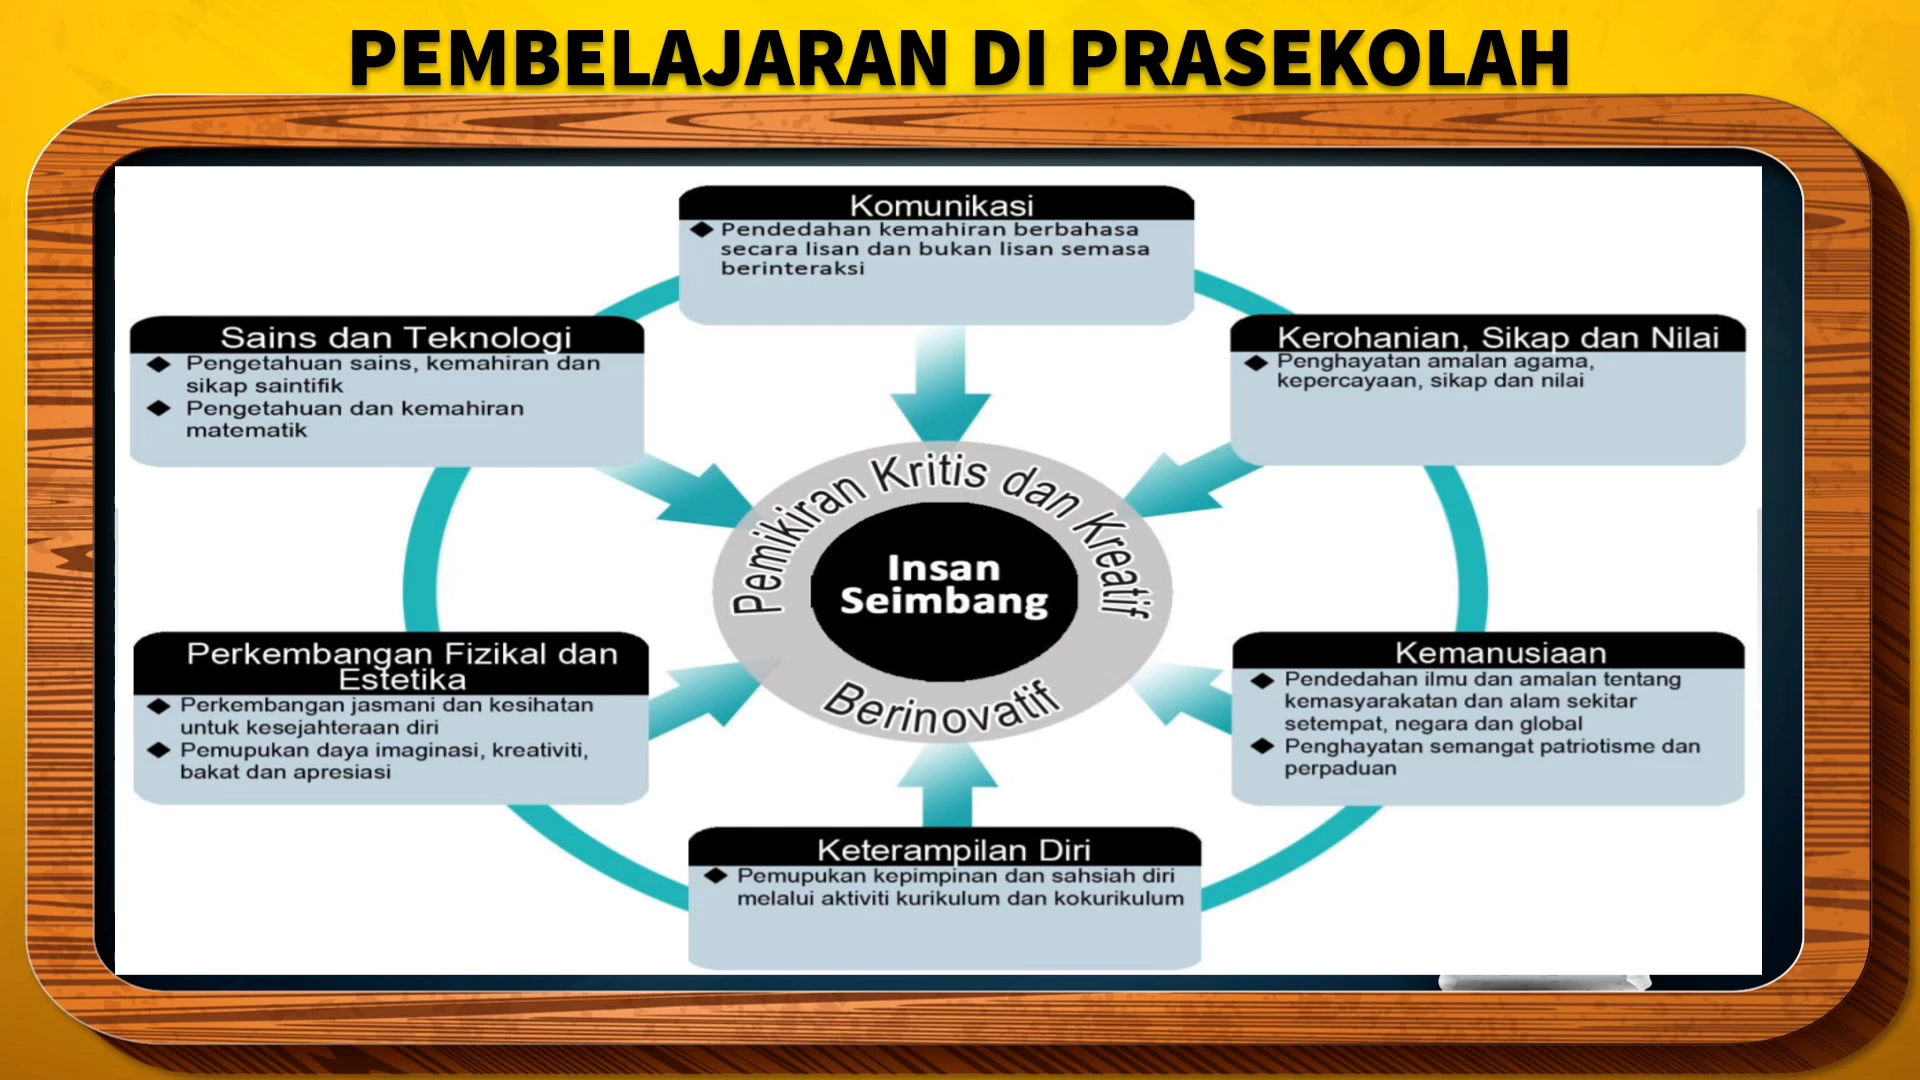 PEMBELAJARAN DI PRASEKOLAH
Komunikasi
◆ Pendedahan kemahiran berbahasa
secara lisan dan bukan lisan semasa
berinteraksi
Sains dan Teknologi
◆ Pengetahuan sains, kemahiran dan
sikap saintifik
◆ Pengetahuan dan kemahiran
matematik
Kerohanian, Sikap dan Nilai
◆ Penghayatan amalan agama,
kepercayaan, sikap dan nilai
Pemikiran Kritis dan Kreatif
Insan
Seimbang
Berinovatif
Perkembangan Fizikal dan
Estetika
◆ Perkembangan jasmani dan kesihatan
untuk kesejahteraan diri
◆ Pemupukan daya imaginasi, kreativiti,
bakat dan apresiasi
Kemanusiaan
◆ Pendedahan ilmu dan amalan tentang
kemasyarakatan dan alam sekitar
setempat, negara dan global
◆ Penghayatan semangat patriotisme dan
perpaduan
Keterampilan Diri
◆ Pemupukan kepimpinan dan sahsiah diri
melalui aktiviti kurikulum dan kokurikulum